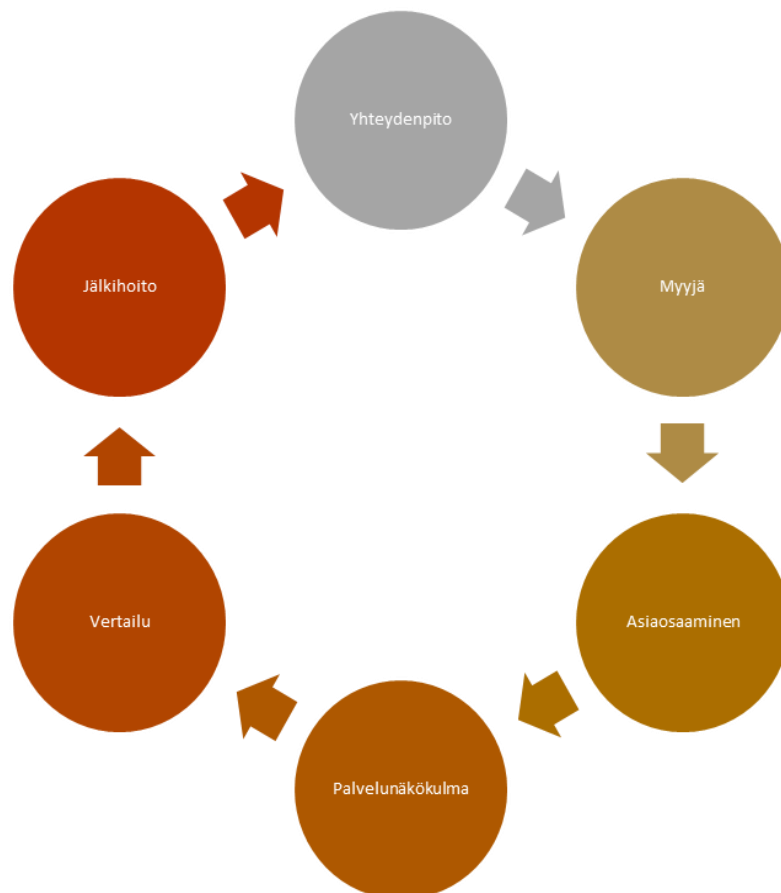 Yhteydenpito
Myyjä
Asiaosaaminen
Palvelunäkökulma
Vertailu
Jälkihoito